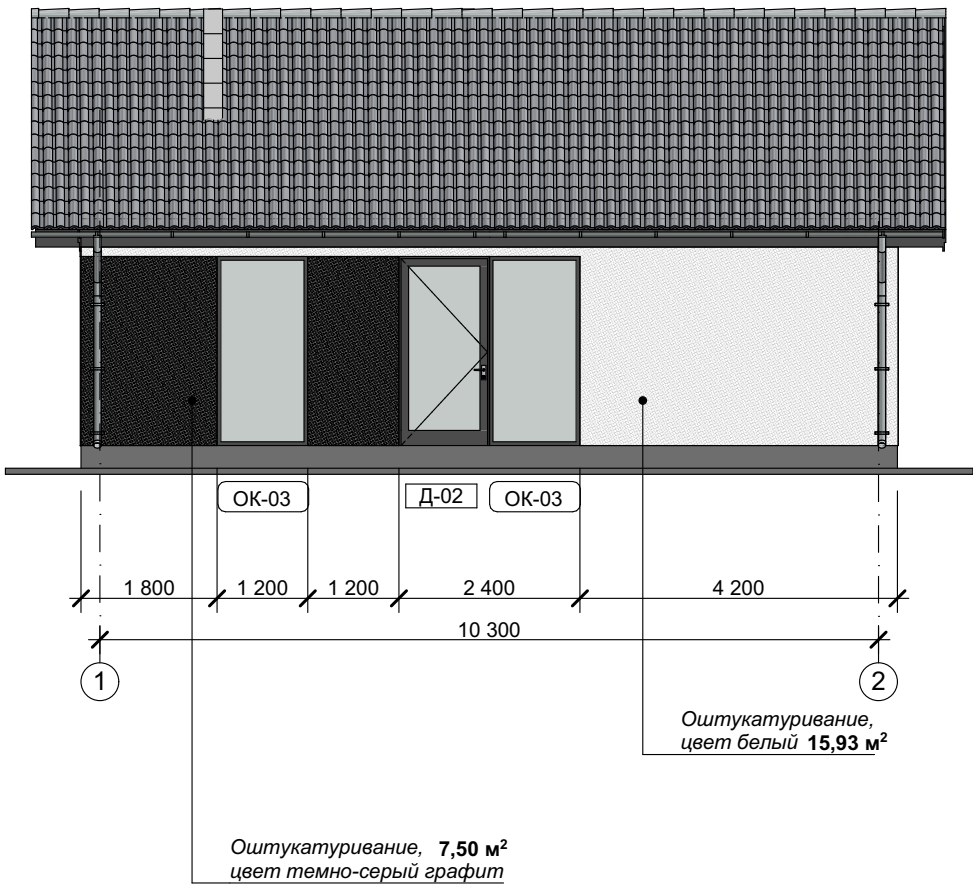 ОК-03
Д-02
ОК-03
1 800
1 200
1 200
2 400
4 200
10 300
1
2
Оштукатуривание,
цвет белый 15,93 м²
Оштукатуривание, 7,50 м²
цвет темно-серый графит